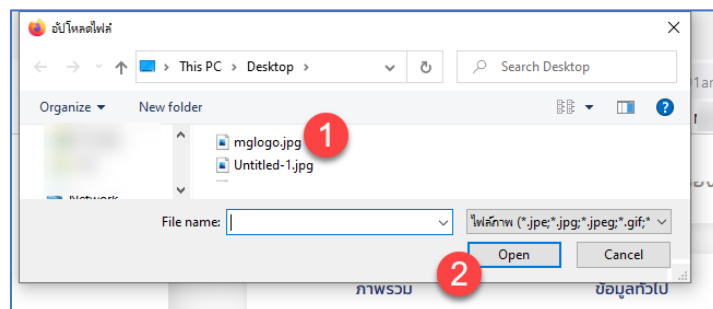 อัปโหลดไฟล์
This PC > Desktop >
Search Desktop
Organize
New folder
mglogo.jpg
1
Untitled-1.jpg
Network
File name:
ไฟล์ภาพ (*.jpe;*.jpg;*.jpeg;*.gif;*
Open
Cancel
2
ภาพรวม
ข้อมูลทั่วไป